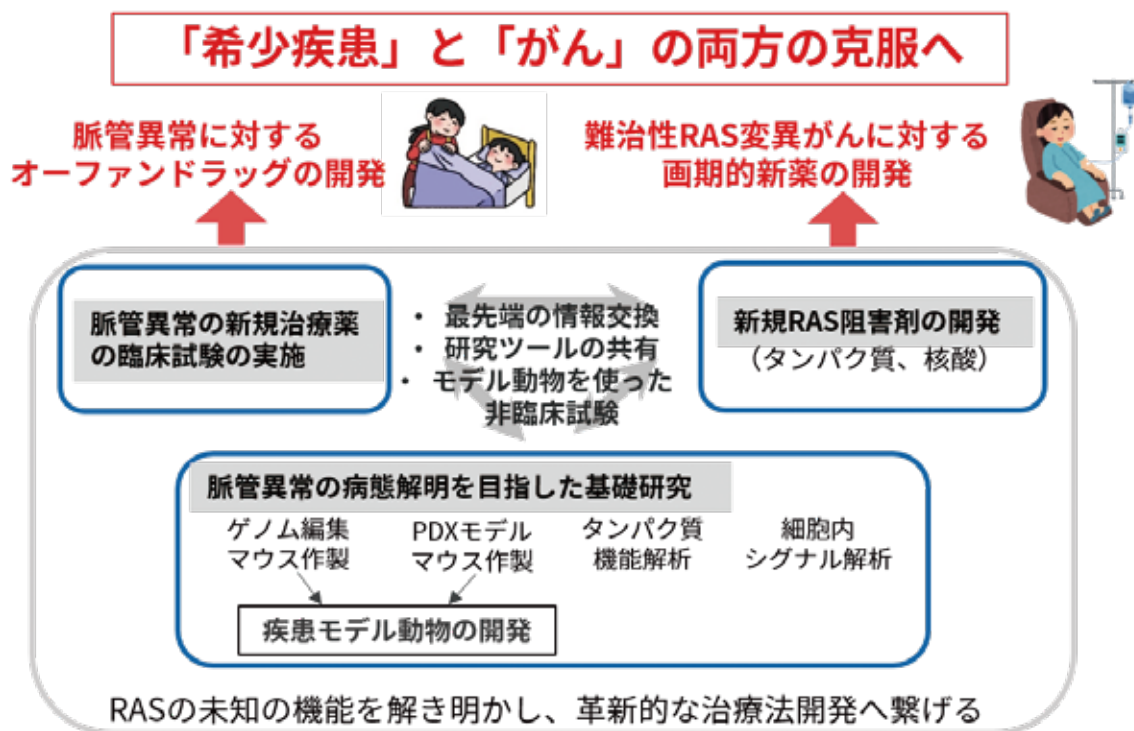 「希少疾患」と「がん」の両方の克服へ
脈管異常に対する
オーファンドラッグの開発
難治性RAS変異がんに対する
画期的新薬の開発
脈管異常の新規治療薬
の臨床試験の実施
・ 最先端の情報交換
・ 研究ツールの共有
・ モデル動物を使った
非臨床試験
新規RAS阻害剤の開発
（タンパク質、核酸）
脈管異常の病態解明を目指した基礎研究
ゲノム編集
マウス作製
PDXモデル
マウス作製
タンパク質
機能解析
細胞内
シグナル解析
疾患モデル動物の開発
RASの未知の機能を解き明かし、革新的な治療法開発へ繋げる